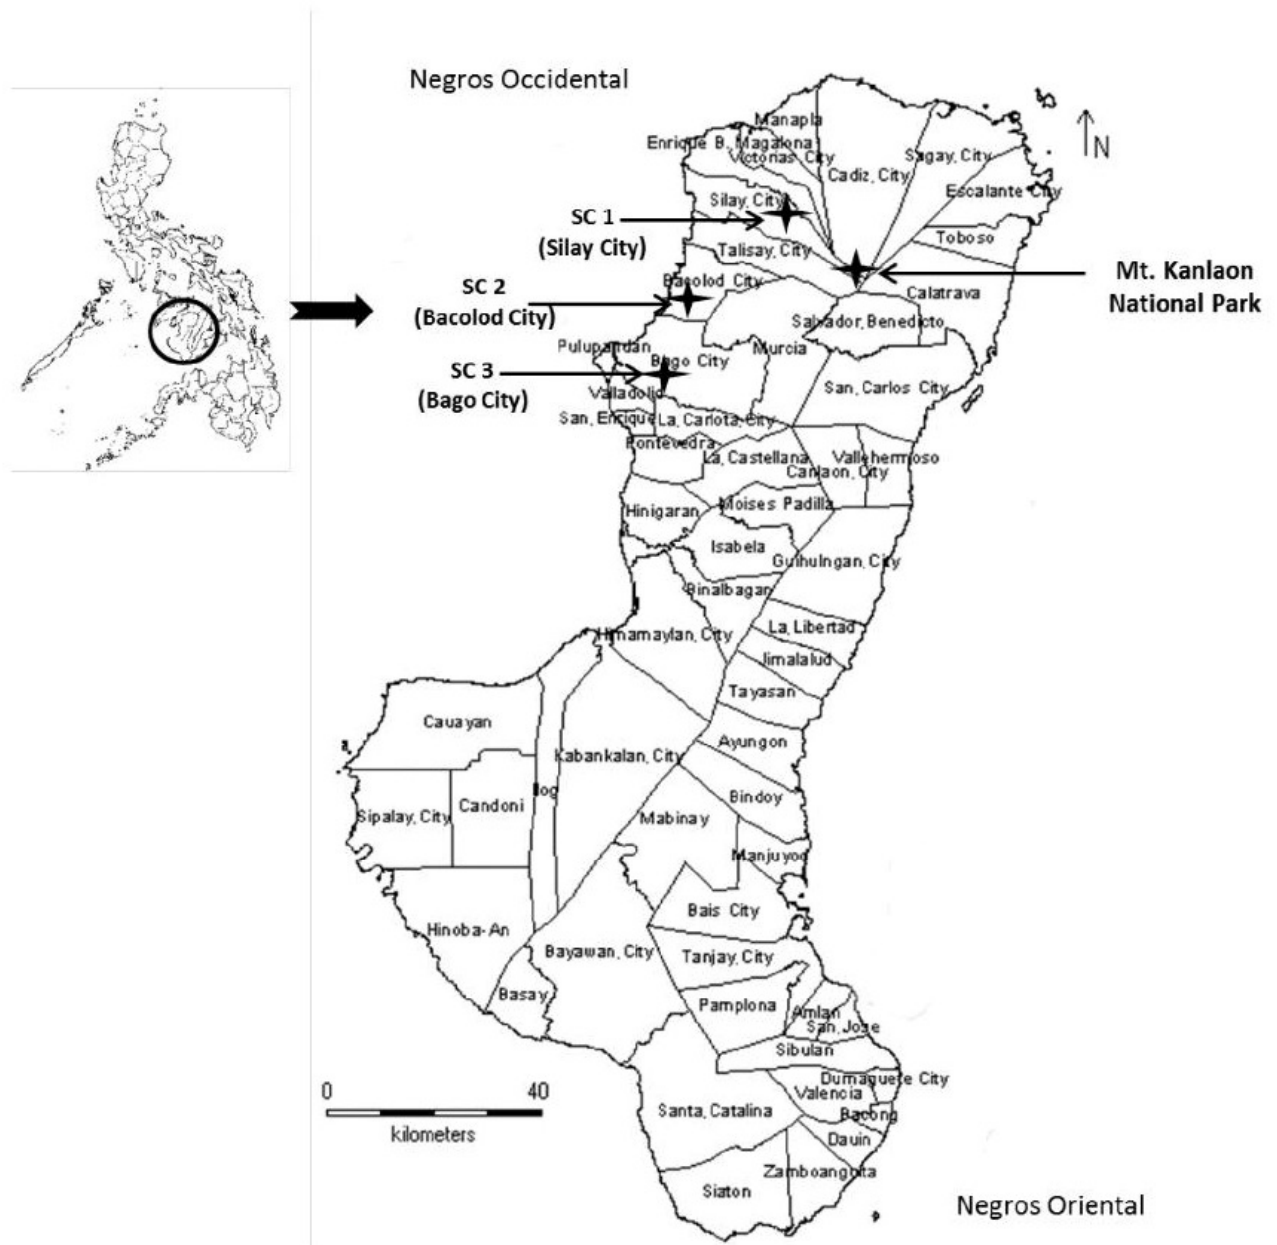 Negros Occidental
Manapla
Enrique B. Magalona
Victorias City
Cadiz, City
Sagay, City
Escalante City
N
Silay, City
SC 1
(Silay City)
Toboso
Talisay, City
Mt. Kanlaon
National Park
Bacolod City
SC 2
(Bacolod City)
Calatrava
Salvador, Benedicto
Pulupandan
Murcia
Bago City
SC 3
(Bago City)
San, Carlos City
Valladolid
San, Enrique
La, Carlota, City
Pontevedra
La, Castellana
Vallehermoso
Canlaon, City
Moises Padilla
Hinigaran
Isabela
Guihulngan, City
Binalbagan
La, Libertad
Himamaylan, City
Jimalalud
Tayasan
Cauayan
Ayungon
Kabankalan, City
Ilog
Bindoy
Candoni
Sipalay, City
Mabinay
Manjuyod
Bais City
Hinoba-An
Bayawan, City
Tanjay, City
Basay
Pamplona
Amlan
San, Jose
Sibulan
Dumaguete City
Valencia
0 40
kilometers
Santa, Catalina
Bacong
Dauin
Zamboangita
Siaton
Negros Oriental